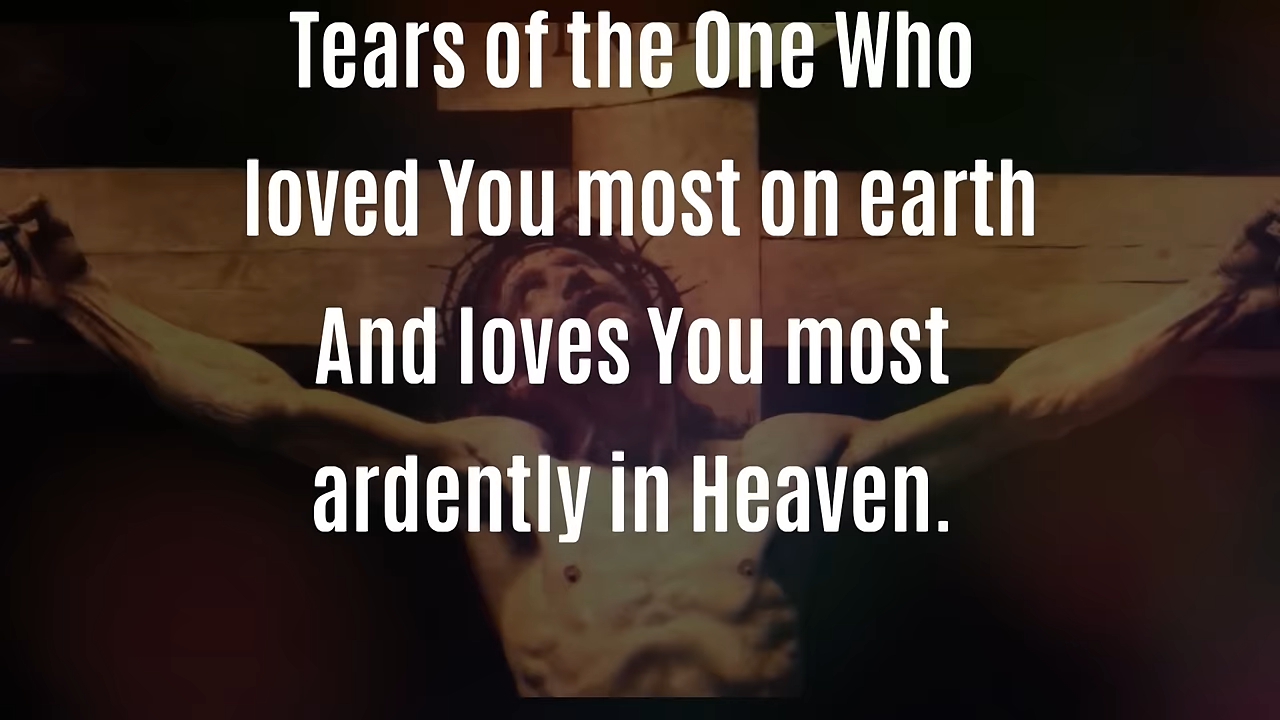 Tears of the One Who
loved You most on earth
And loves You most
ardently in Heaven.